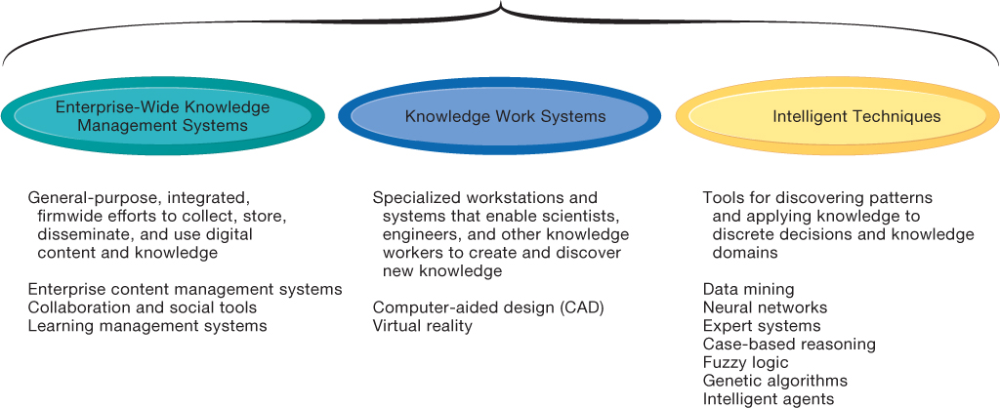 Enterprise-Wide Knowledge
Management Systems
General-purpose, integrated,
firmwide efforts to collect, store,
disseminate, and use digital
content and knowledge
Enterprise content management systems
Collaboration and social tools
Learning management systems
Knowledge Work Systems
Specialized workstations and
systems that enable scientists,
engineers, and other knowledge
workers to create and discover
new knowledge
Computer-aided design (CAD)
Virtual reality
Intelligent Techniques
Tools for discovering patterns
and applying knowledge to
discrete decisions and knowledge
domains
Data mining
Neural networks
Expert systems
Case-based reasoning
Fuzzy logic
Genetic algorithms
Intelligent agents